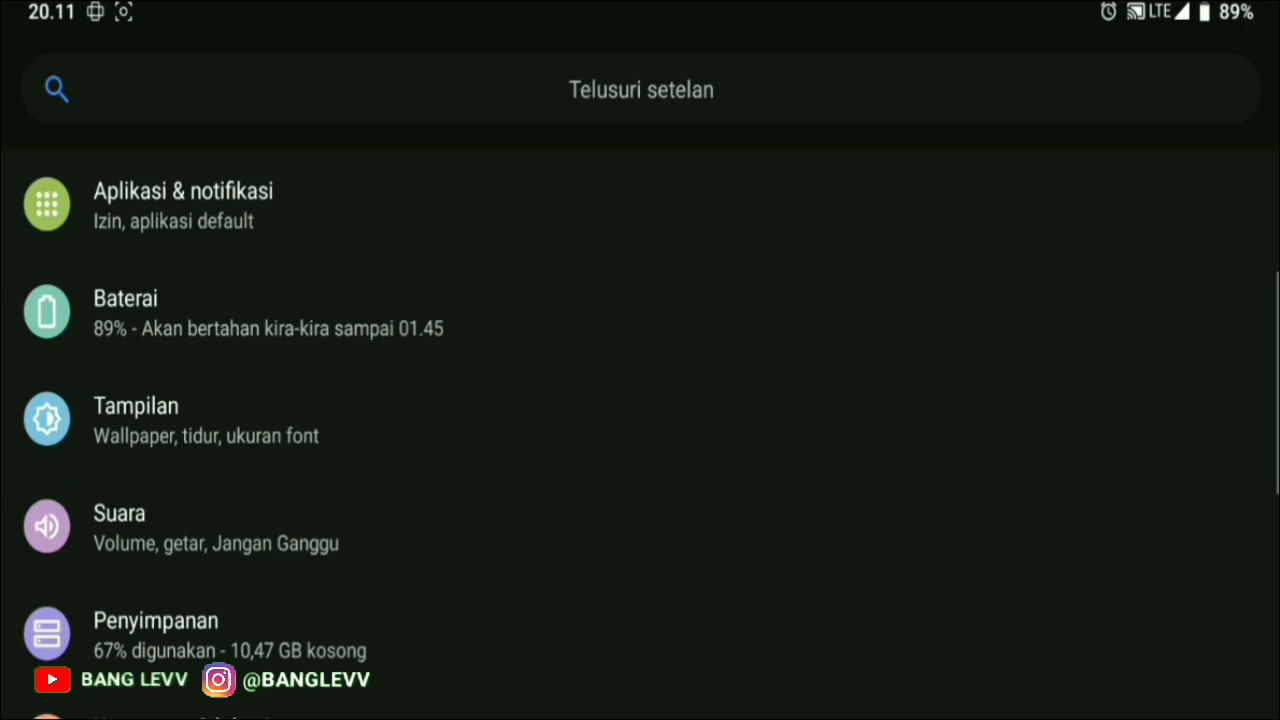 20.11
LTE 89%
Telusuri setelan
Aplikasi & notifikasi
Izin, aplikasi default
Baterai
89% - Akan bertahan kira-kira sampai 01.45
Tampilan
Wallpaper, tidur, ukuran font
Suara
Volume, getar, Jangan Ganggu
Penyimpanan
67% digunakan - 10,47 GB kosong
BANG LEVV @BANGLEVV